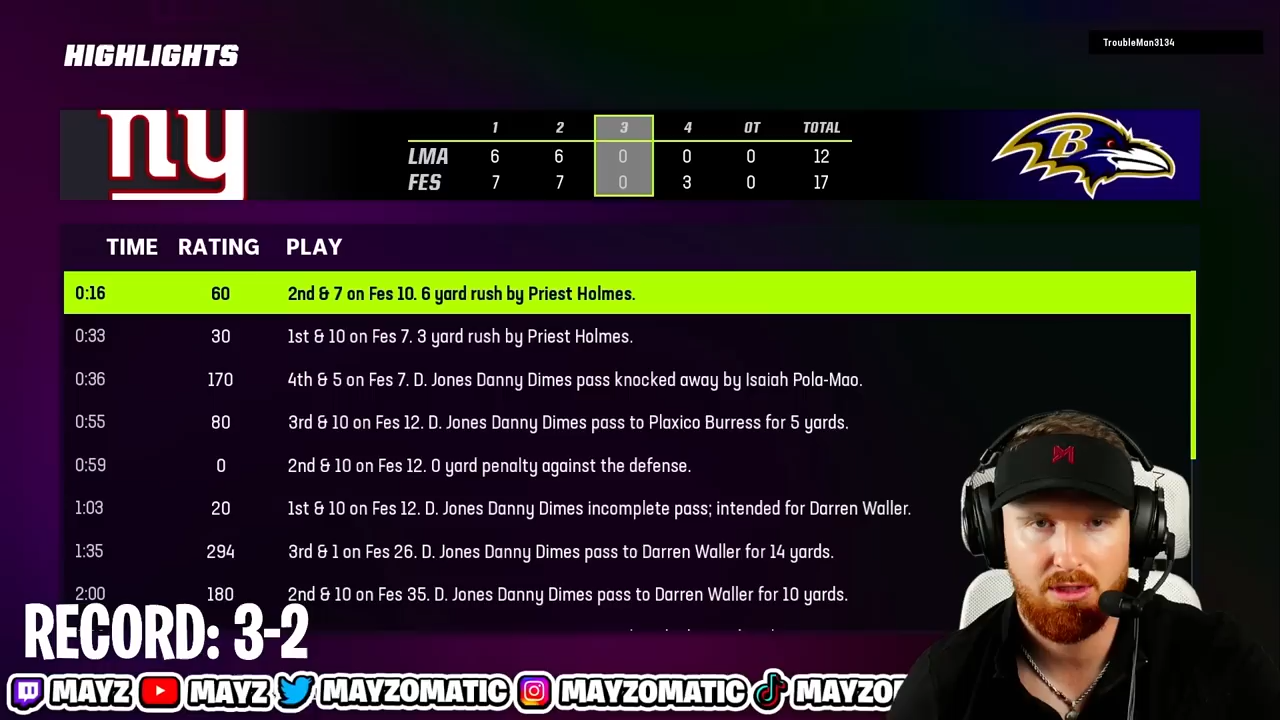 HIGHLIGHTS
TroubleMan3134
ny
1 2 3 4 OT TOTAL
LMA 6 6 0 0 0 12
FES 7 7 0 3 0 17
B
TIME RATING PLAY
0:16 60 2nd & 7 on Fes 10. 6 yard rush by Priest Holmes.
0:33 30 1st & 10 on Fes 7. 3 yard rush by Priest Holmes.
0:36 170 4th & 5 on Fes 7. D. Jones Danny Dimes pass knocked away by Isaiah Pola-Mao.
0:55 80 3rd & 10 on Fes 12. D. Jones Danny Dimes pass to Plaxico Burress for 5 yards.
0:59 0 2nd & 10 on Fes 12. 0 yard penalty against the defense.
1:03 20 1st & 10 on Fes 12. D. Jones Danny Dimes incomplete pass; intended for Darren Waller.
1:35 294 3rd & 1 on Fes 26. D. Jones Danny Dimes pass to Darren Waller for 14 yards.
2:00 180 2nd & 10 on Fes 35. D. Jones Danny Dimes pass to Darren Waller for 10 yards.
RECORD: 3-2
MAYZ MAYZ MAYZOMATIC MAYZOMATIC MAYZO